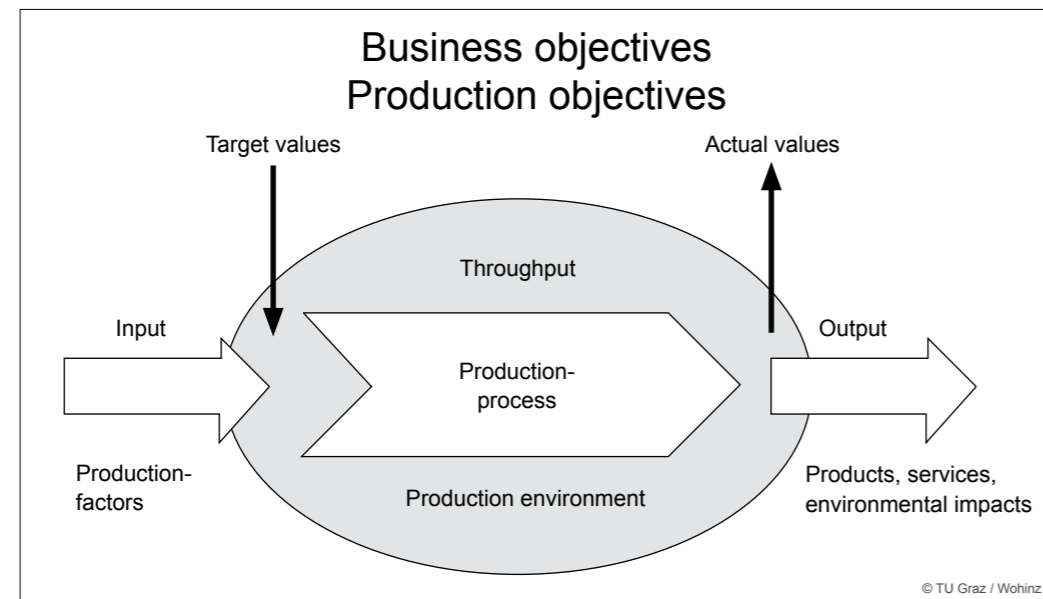 Business objectives
Production objectives
Target values
Actual values
Throughput
Input
Output
Production-
process
Production-
factors
Production environment
Products, services,
environmental impacts
© TU Graz / Wohinz